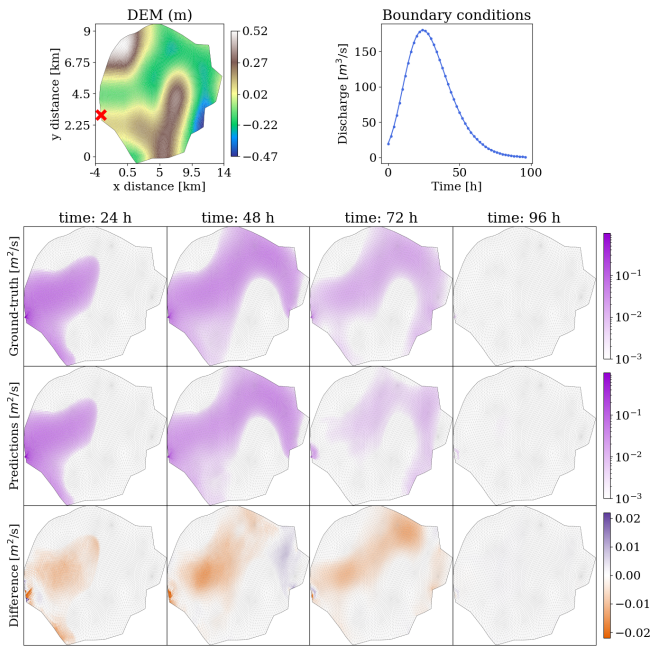 DEM (m)
9
6.75
4.5
2.25
0
-4
0.5
5
9.5
14
x distance [km]
y distance [km]
0.52
0.27
0.02
−0.22
−0.47
Boundary conditions
150
100
50
0
0
50
100
Time [h]
Discharge [m³/s]
time: 24 h
time: 48 h
time: 72 h
time: 96 h
Ground-truth [m²/s]
10⁻¹
10⁻²
10⁻³
Predictions [m²/s]
10⁻¹
10⁻²
10⁻³
Difference [m²/s]
0.02
0.01
0.00
−0.01
−0.02